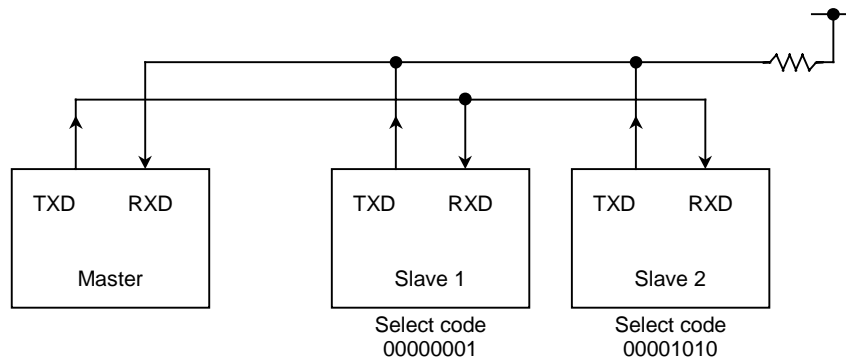 TXD RXD TXD RXD TXD RXD
Master Slave 1 Slave 2
Select code Select code
00000001 00001010